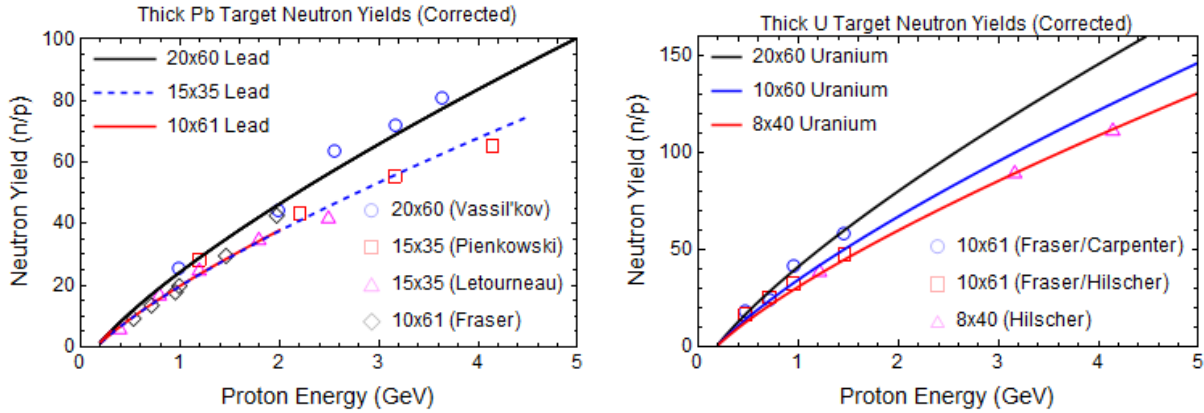 Thick Pb Target Neutron Yields (Corrected)
100
80
60
40
20
0
Neutron Yield (n/p)
20x60 Lead
15x35 Lead
10x61 Lead
20x60 (Vassil'kov)
15x35 (Pienkowski)
15x35 (Letourneau)
10x61 (Fraser)
0 1 2 3 4 5
Proton Energy (GeV)
Thick U Target Neutron Yields (Corrected)
150
100
50
0
Neutron Yield (n/p)
20x60 Uranium
10x60 Uranium
8x40 Uranium
10x61 (Fraser/Carpenter)
10x61 (Fraser/Hilscher)
8x40 (Hilscher)
0 1 2 3 4 5
Proton Energy (GeV)